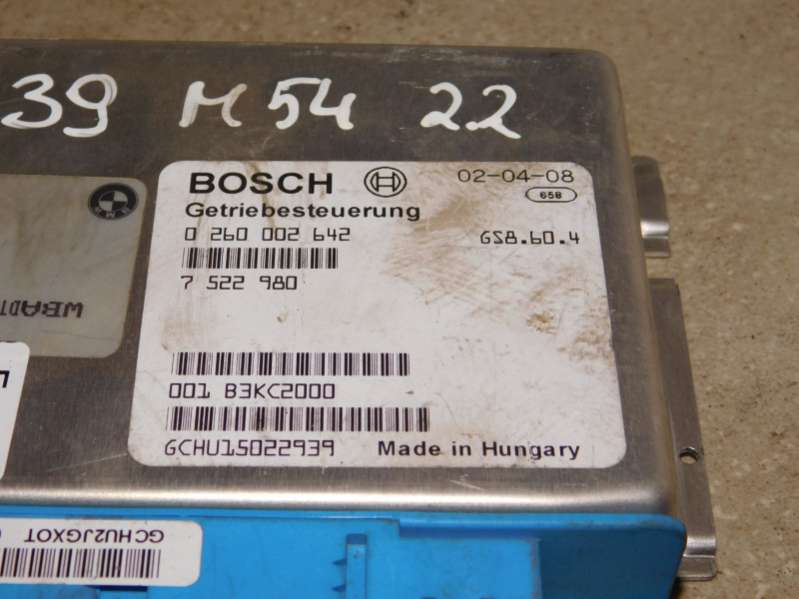 39 M54 22
BOSCH
02-04-08
658
Getriebesteuerung
0 260 002 642
GS8.60.4
7 522 980
WBADT
001 B3KC2000
GCHU15022939
Made in Hungary
GCHU2JGXOT